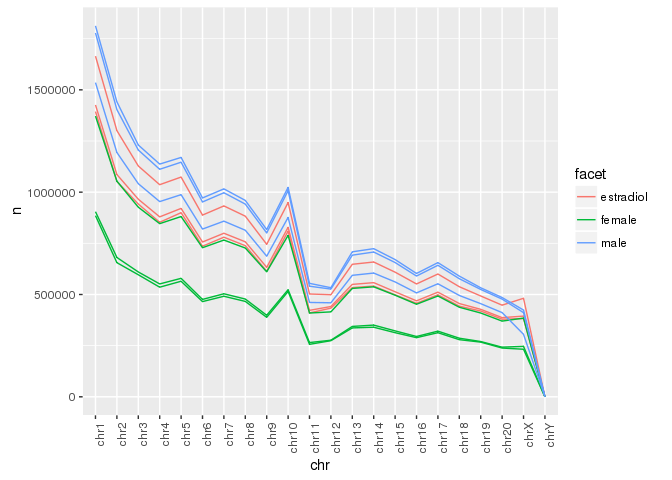 1500000
1000000
500000
0
n
chr1 chr2 chr3 chr4 chr5 chr6 chr7 chr8 chr9 chr10 chr11 chr12 chr13 chr14 chr15 chr16 chr17 chr18 chr19 chr20 chrX chrY
chr
facet
estradiol
female
male